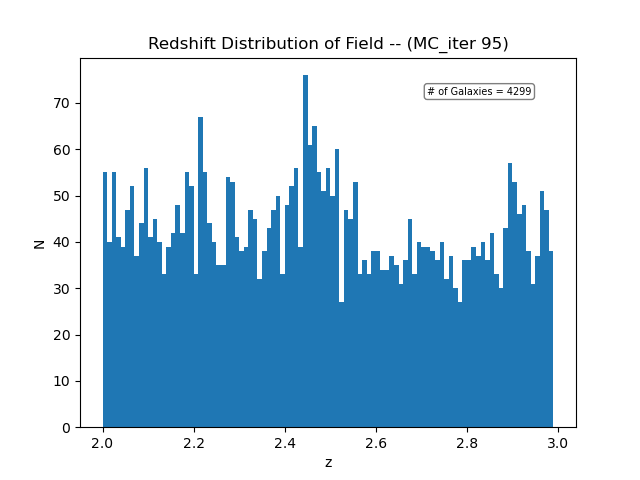 Redshift Distribution of Field -- (MC_iter 95)
# of Galaxies = 4299
N
70
60
50
40
30
20
10
0
2.0 2.2 2.4 2.6 2.8 3.0
z